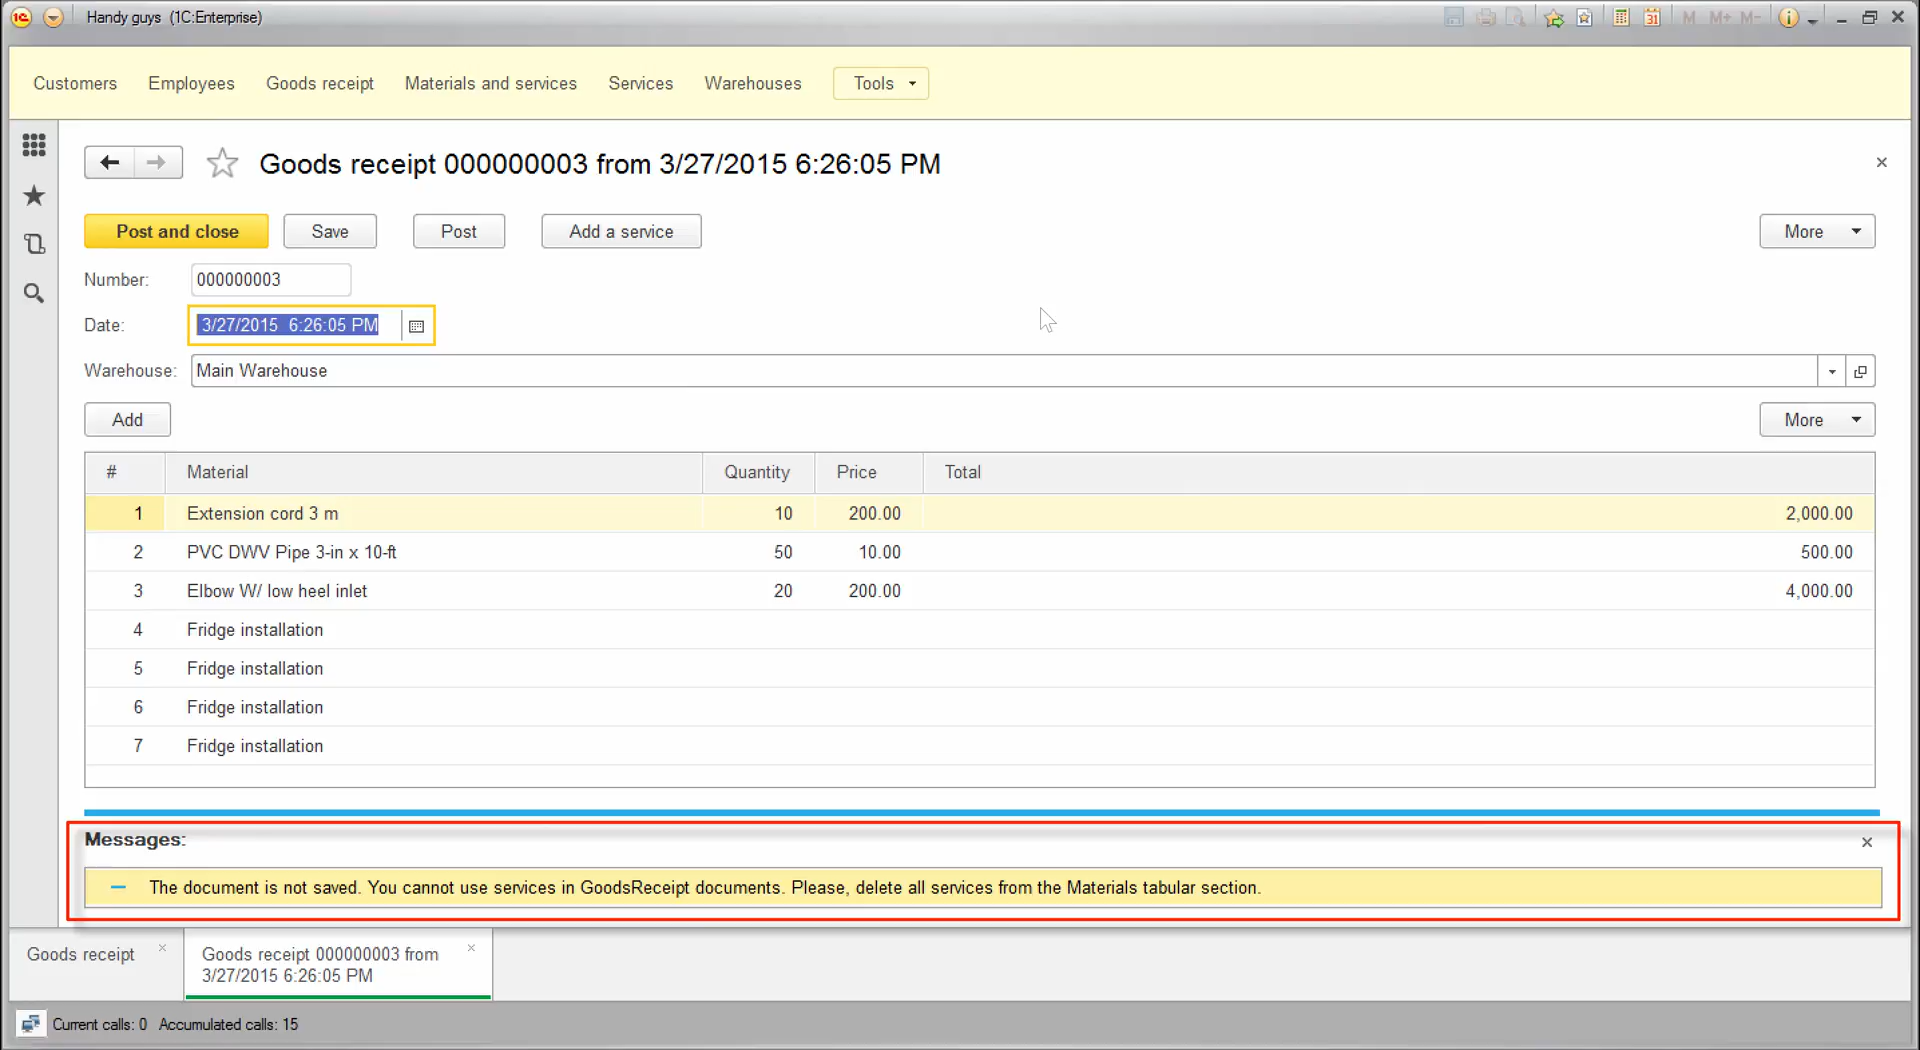 Handy guys (1C:Enterprise)
31 M M+ M-
Customers Employees Goods receipt Materials and services Services Warehouses Tools
Goods receipt 000000003 from 3/27/2015 6:26:05 PM
Post and close Save Post Add a service More
Number: 000000003
Date: 3/27/2015 6:26:05 PM
Warehouse: Main Warehouse
Add More
# Material Quantity Price Total
1 Extension cord 3 m 10 200.00 2,000.00
2 PVC DWV Pipe 3-in x 10-ft 50 10.00 500.00
3 Elbow W/ low heel inlet 20 200.00 4,000.00
4 Fridge installation
5 Fridge installation
6 Fridge installation
7 Fridge installation
Messages:
The document is not saved. You cannot use services in GoodsReceipt documents. Please, delete all services from the Materials tabular section.
Goods receipt
Goods receipt 000000003 from
3/27/2015 6:26:05 PM
Current calls: 0 Accumulated calls: 15